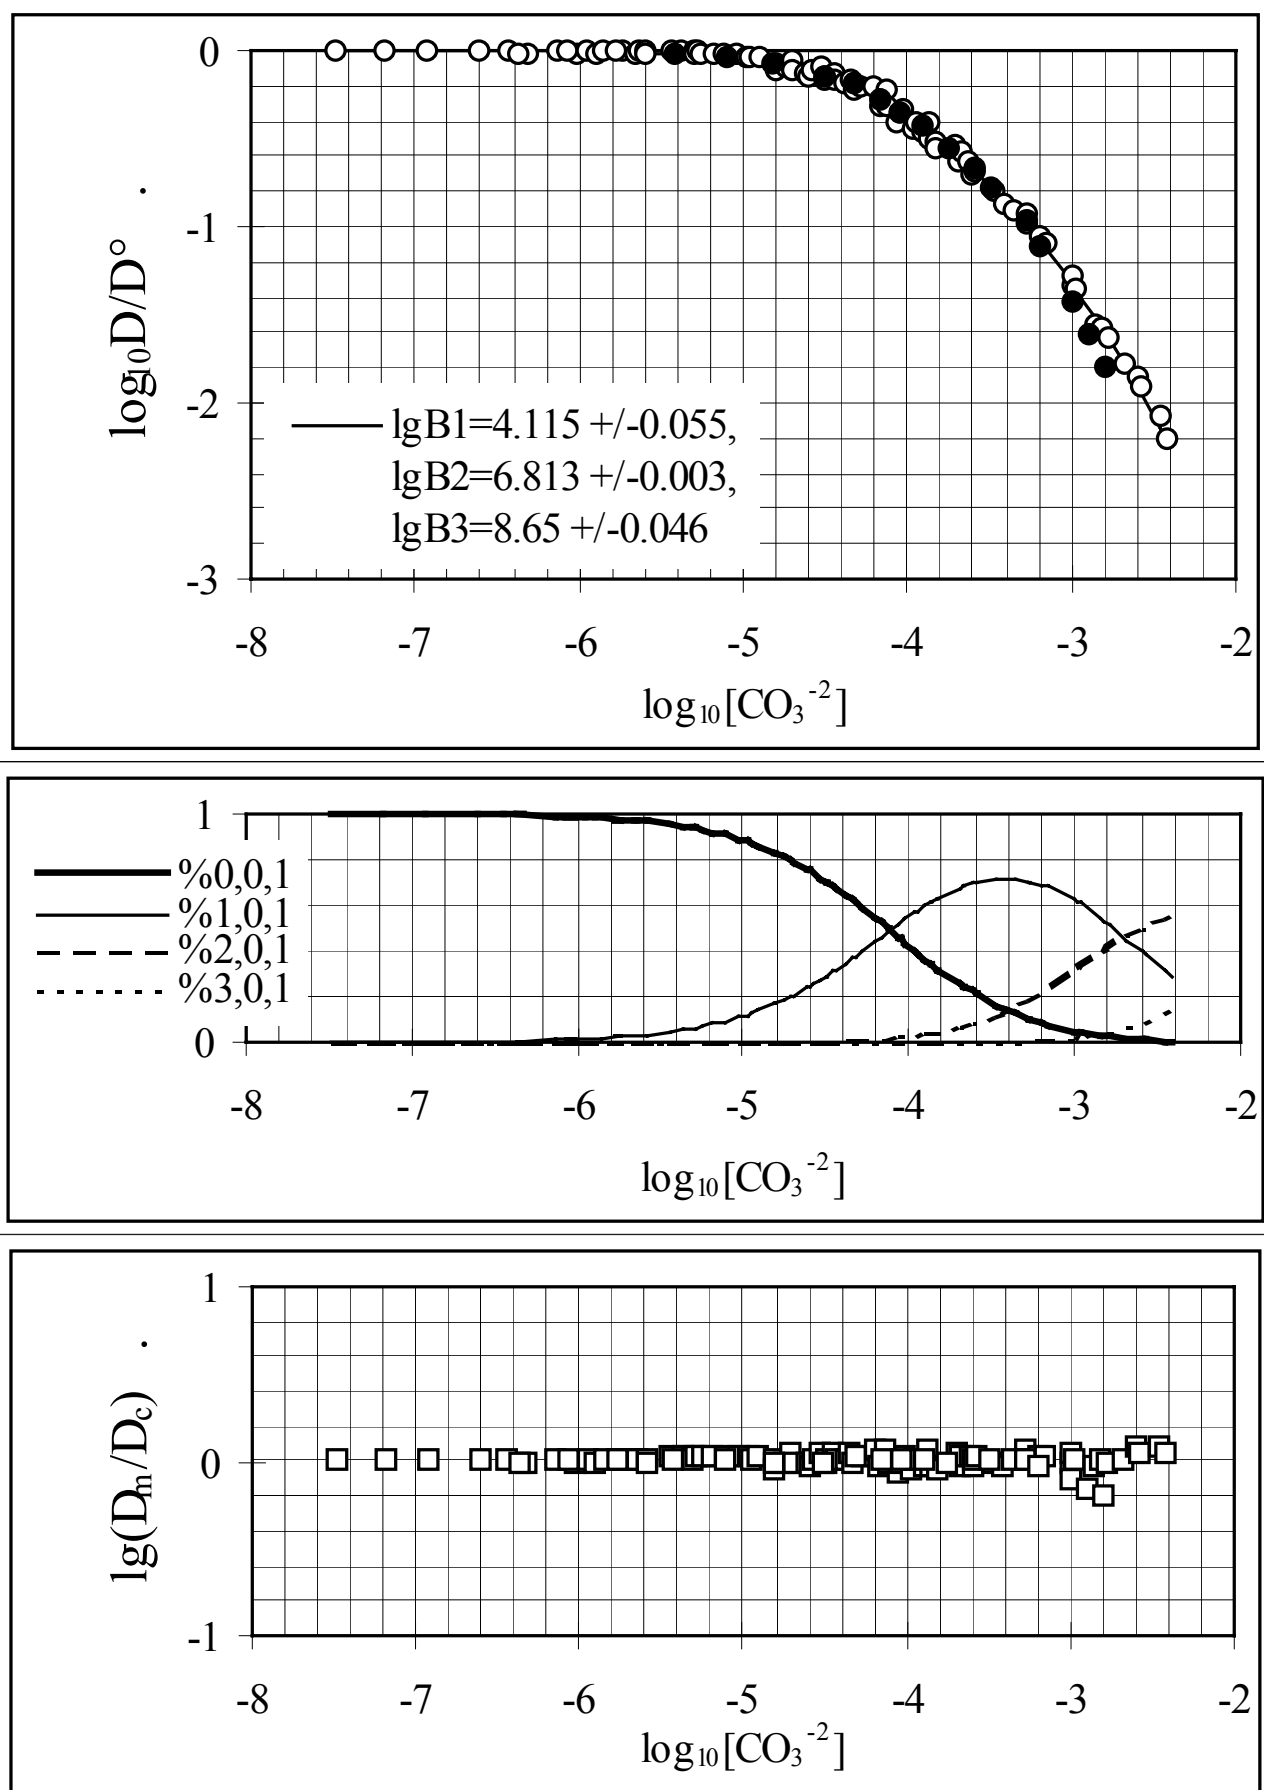 0
-1
-2
-3
log₁₀D/D° .
lgB1=4.115 +/-0.055,
lgB2=6.813 +/-0.003,
lgB3=8.65 +/-0.046
-8 -7 -6 -5 -4 -3 -2
log₁₀[CO₃⁻²]
1
%0,0,1
%1,0,1
%2,0,1
%3,0,1
0
-8 -7 -6 -5 -4 -3 -2
log₁₀[CO₃⁻²]
1
0
-1
lg(Dₘ/D_c) .
-8 -7 -6 -5 -4 -3 -2
log₁₀[CO₃⁻²]